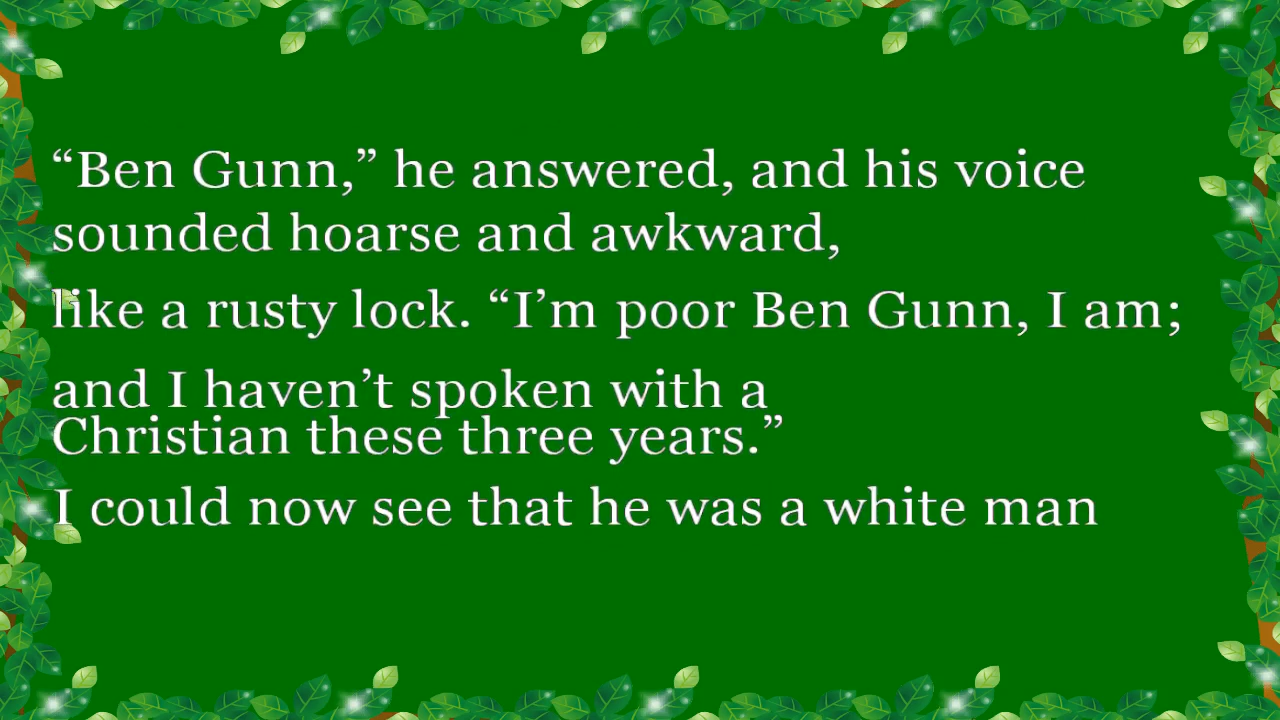 “Ben Gunn,” he answered, and his voice
sounded hoarse and awkward,
like a rusty lock. “I’m poor Ben Gunn, I am;
and I haven’t spoken with a
Christian these three years.”
I could now see that he was a white man